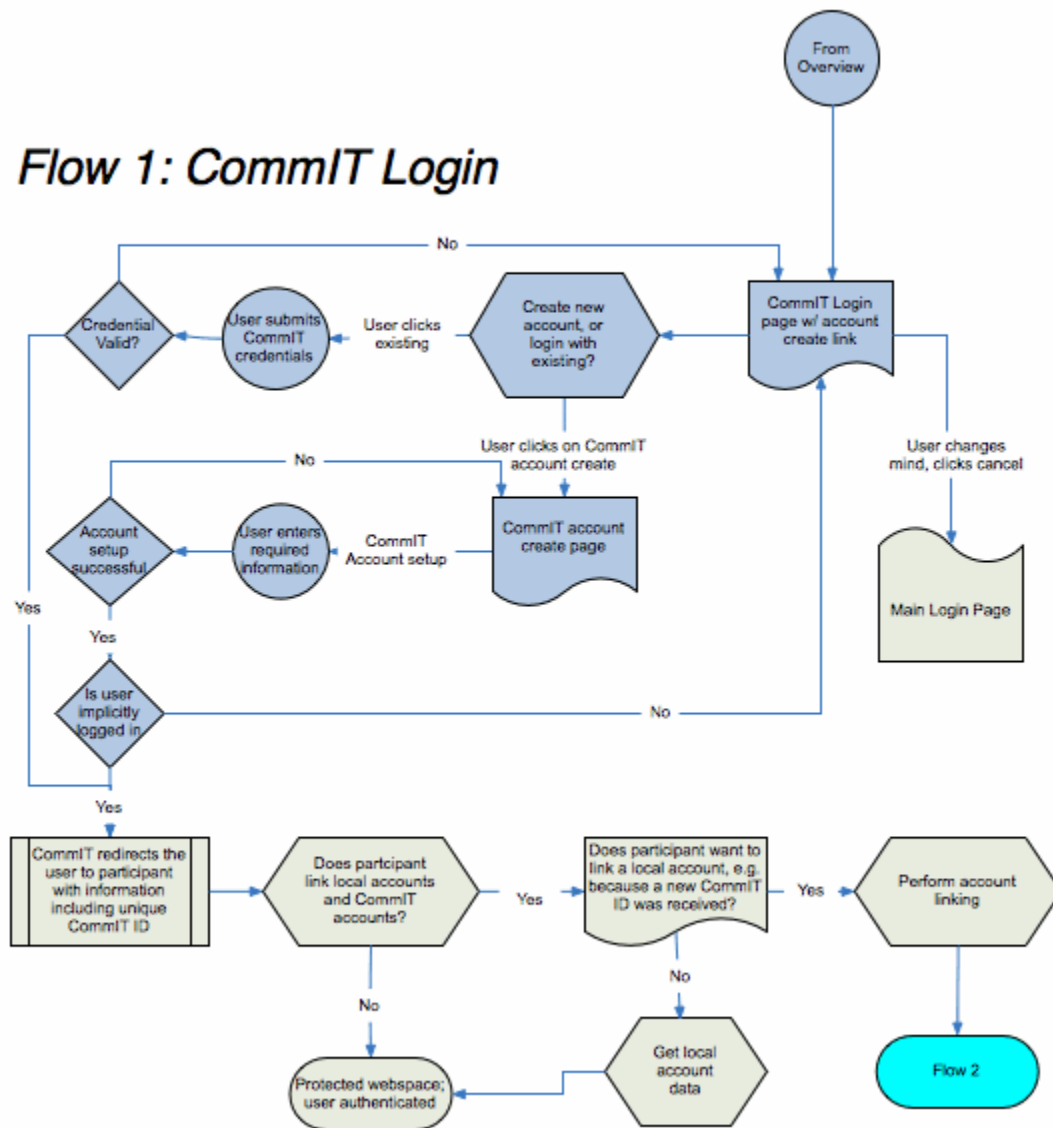 From
Overview
Flow 1: CommIT Login
No
Credential
Valid?
User submits
CommIT
credentials
User clicks
existing
Create new
account, or
login with
existing?
CommIT Login
page w/ account
create link
User clicks on CommIT
account create
User changes
mind, clicks cancel
No
Account
setup
successful
User enters
required
information
CommIT
Account setup
CommIT account
create page
Main Login Page
Yes
Yes
Is user
implicitly
logged in
No
Yes
CommIT redirects the
user to participant
with information
including unique
CommIT ID
Does partcipant
link local accounts
and CommIT
accounts?
Yes
Does participant want to
link a local account, e.g.
because a new CommIT
ID was received?
Yes
Perform account
linking
No
No
Protected webspace;
user authenticated
Get local
account
data
Flow 2